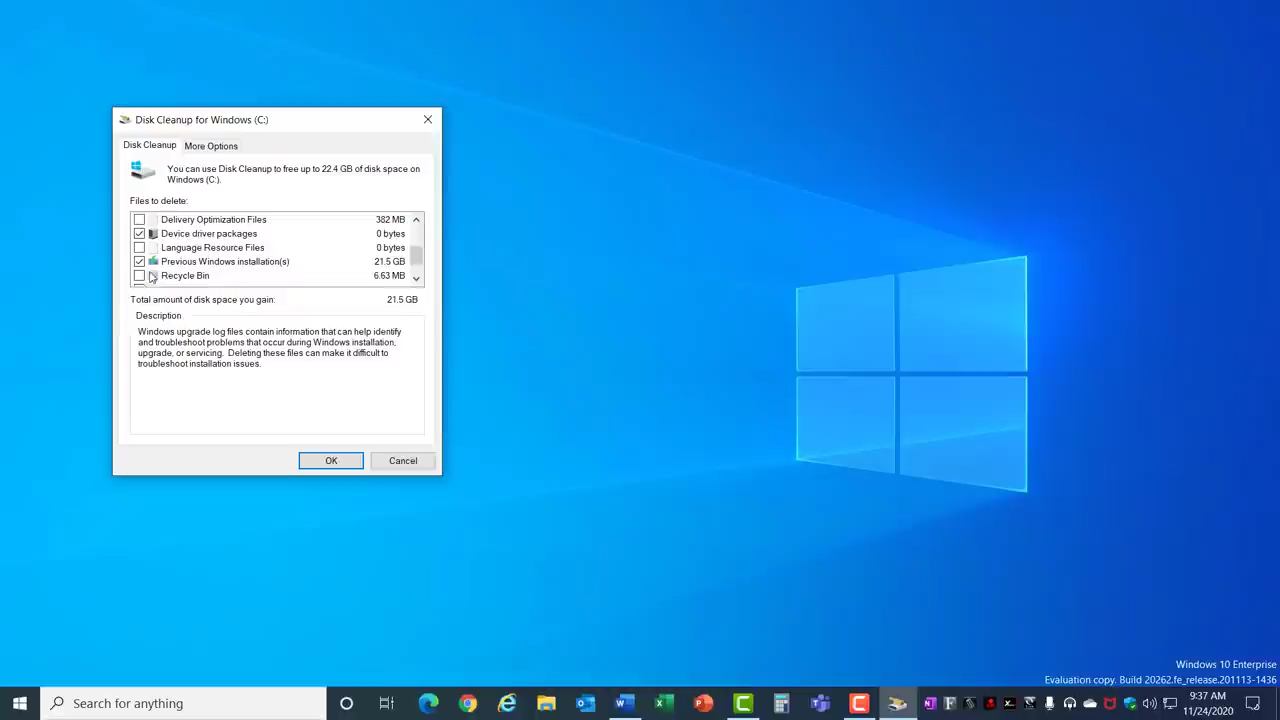 Disk Cleanup for Windows (C:)
Disk Cleanup
More Options
You can use Disk Cleanup to free up to 22.4 GB of disk space on
Windows (C:).
Files to delete:
Delivery Optimization Files 382 MB
Device driver packages 0 bytes
Language Resource Files 0 bytes
Previous Windows installation(s) 21.5 GB
Recycle Bin 6.63 MB
Total amount of disk space you gain: 21.5 GB
Description
Windows upgrade log files contain information that can help identify
and troubleshoot problems that occur during Windows installation,
upgrade, or servicing. Deleting these files can make it difficult to
troubleshoot installation issues.
OK
Cancel
Windows 10 Enterprise
Evaluation copy. Build 20262.fe_release.201113-1436
Search for anything
9:37 AM
11/24/2020